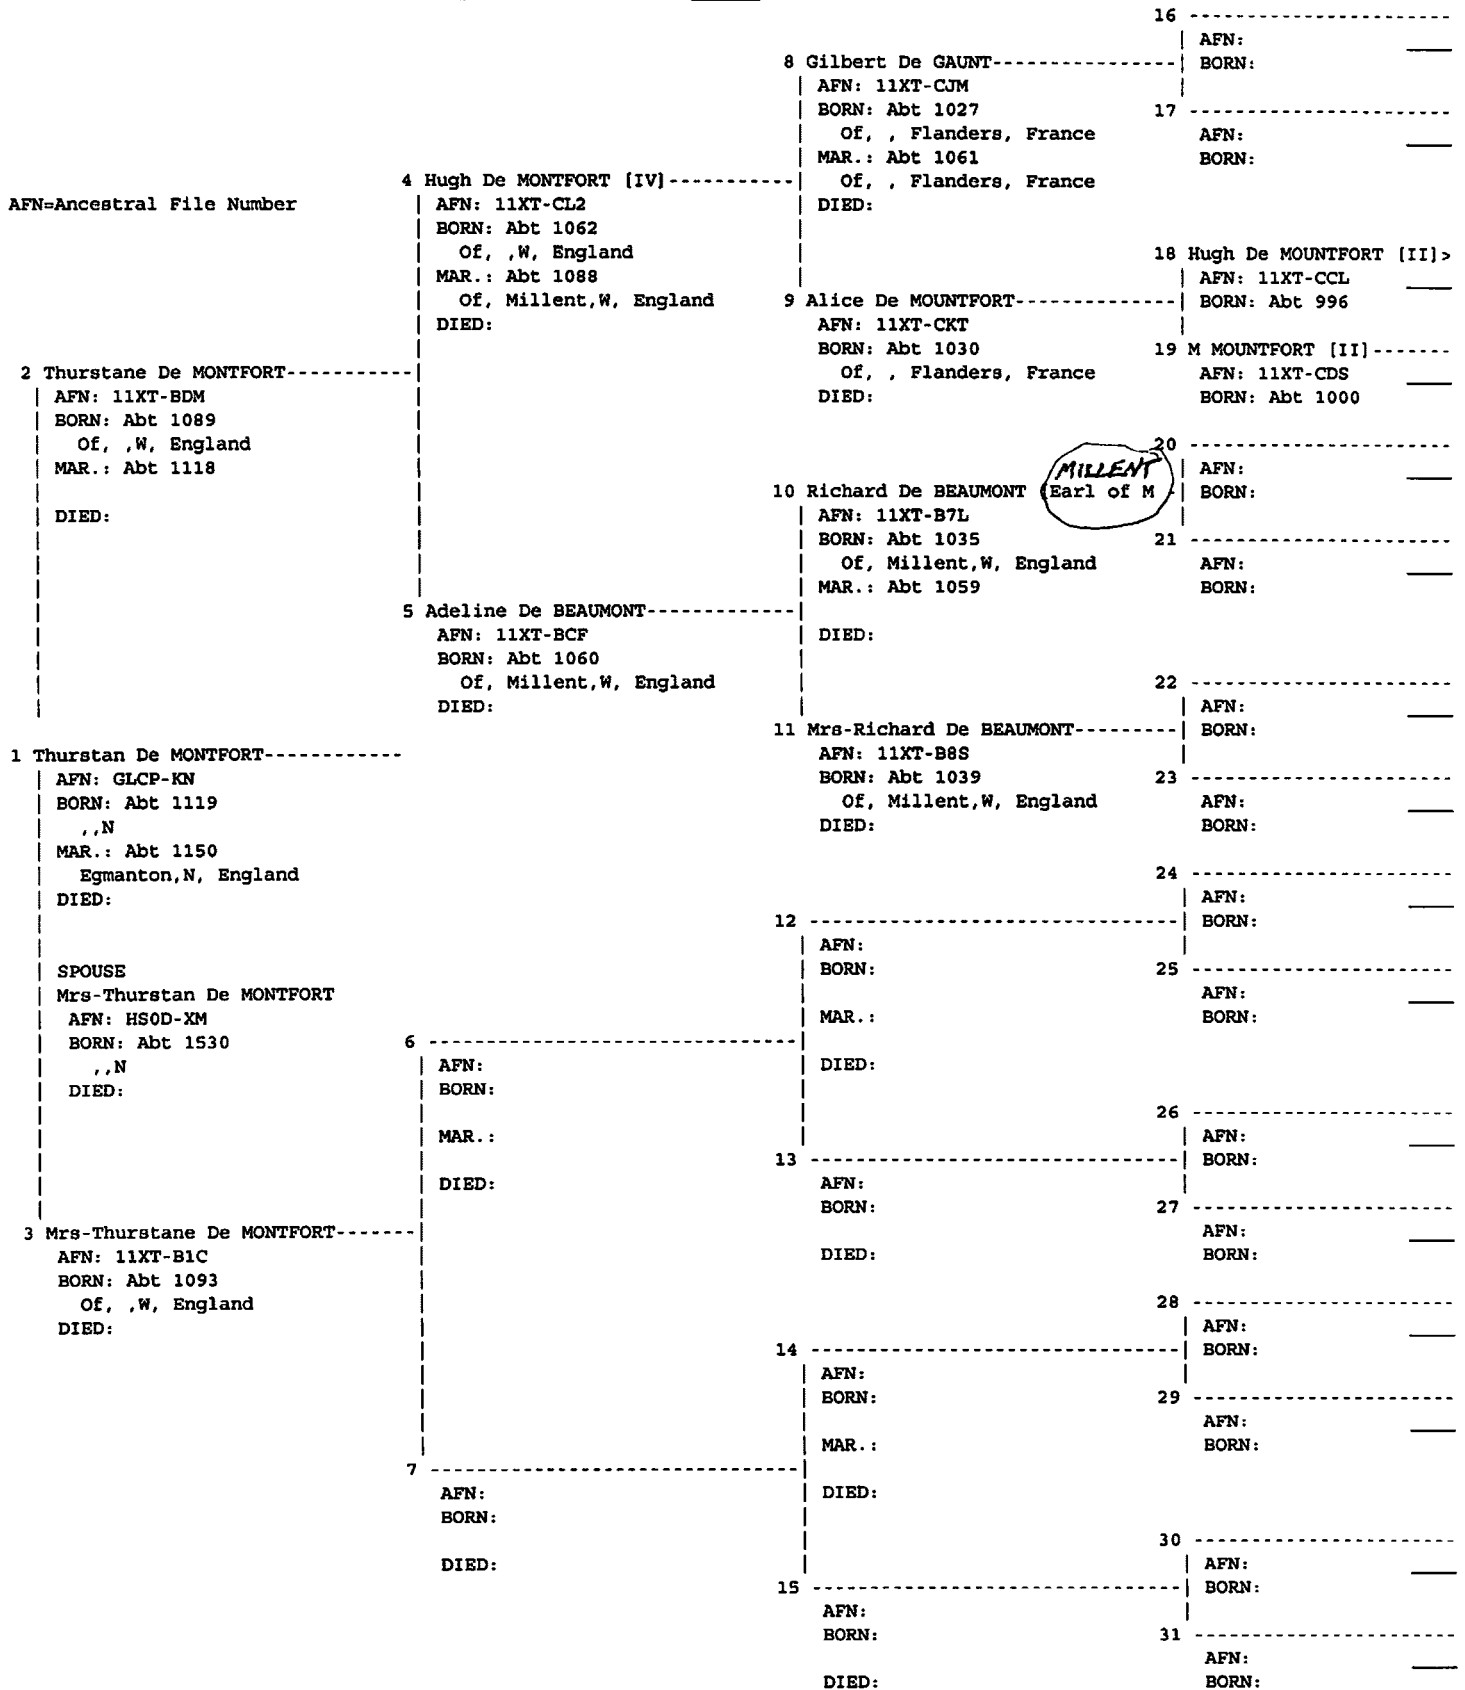 AFN=Ancestral File Number
2 Thurstane De MONTFORT-----------
AFN: 11XT-BDM
BORN: Abt 1089
Of, ,W, England
MAR.: Abt 1118
DIED:
1 Thurstan De MONTFORT------------
AFN: GLCP-KN
BORN: Abt 1119
,,N
MAR.: Abt 1150
Egmanton,N, England
DIED:
SPOUSE
Mrs-Thurstan De MONTFORT
AFN: HS0D-XM
BORN: Abt 1530
,,N
DIED:
3 Mrs-Thurstane De MONTFORT-------
AFN: 11XT-B1C
BORN: Abt 1093
Of, ,W, England
DIED:
4 Hugh De MONTFORT [IV]-----------
AFN: 11XT-CL2
BORN: Abt 1062
Of, ,W, England
MAR.: Abt 1088
Of, Millent,W, England
DIED:
5 Adeline De BEAUMONT-------------
AFN: 11XT-BCF
BORN: Abt 1060
Of, Millent,W, England
DIED:
6 --------------------------------
AFN:
BORN:
MAR.:
DIED:
7 --------------------------------
AFN:
BORN:
DIED:
8 Gilbert De GAUNT----------------
AFN: 11XT-CJM
BORN: Abt 1027
Of, , Flanders, France
MAR.: Abt 1061
Of, , Flanders, France
DIED:
9 Alice De MOUNTFORT--------------
AFN: 11XT-CKT
BORN: Abt 1030
Of, , Flanders, France
DIED:
MILLENT
10 Richard De BEAUMONT (Earl of M -
AFN: 11XT-B7L
BORN: Abt 1035
Of, Millent,W, England
MAR.: Abt 1059
DIED:
11 Mrs-Richard De BEAUMONT---------
AFN: 11XT-B8S
BORN: Abt 1039
Of, Millent,W, England
DIED:
12 --------------------------------
AFN:
BORN:
MAR.:
DIED:
13 --------------------------------
AFN:
BORN:
DIED:
14 --------------------------------
AFN:
BORN:
MAR.:
DIED:
15 --------------------------------
AFN:
BORN:
DIED:
16 -----------------------
AFN:
BORN:
17 -----------------------
AFN:
BORN:
18 Hugh De MOUNTFORT [II]>
AFN: 11XT-CCL
BORN: Abt 996
19 M MOUNTFORT [II]-------
AFN: 11XT-CDS
BORN: Abt 1000
20 -----------------------
AFN:
BORN:
21 -----------------------
AFN:
BORN:
22 -----------------------
AFN:
BORN:
23 -----------------------
AFN:
BORN:
24 -----------------------
AFN:
BORN:
25 -----------------------
AFN:
BORN:
26 -----------------------
AFN:
BORN:
27 -----------------------
AFN:
BORN:
28 -----------------------
AFN:
BORN:
29 -----------------------
AFN:
BORN:
30 -----------------------
AFN:
BORN:
31 -----------------------
AFN:
BORN: